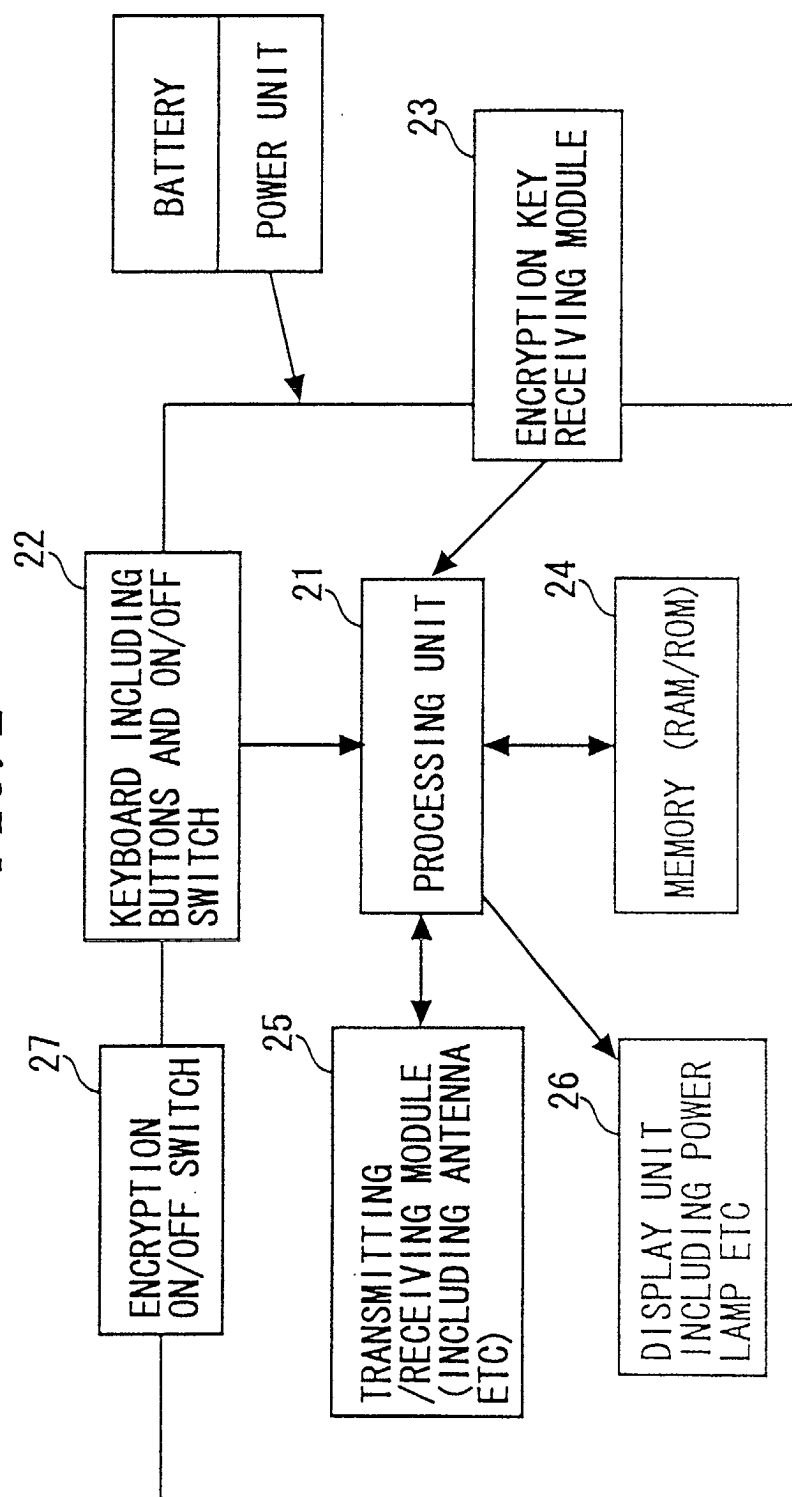 BATTERY
POWER UNIT
22
KEYBOARD INCLUDING
BUTTONS AND ON/OFF
SWITCH
27
ENCRYPTION
ON/OFF SWITCH
23
ENCRYPTION KEY
RECEIVING MODULE
21
PROCESSING UNIT
25
TRANSMITTING
/RECEIVING MODULE
(INCLUDING ANTENNA
ETC)
24
MEMORY (RAM/ROM)
26
DISPLAY UNIT
INCLUDING POWER
LAMP ETC